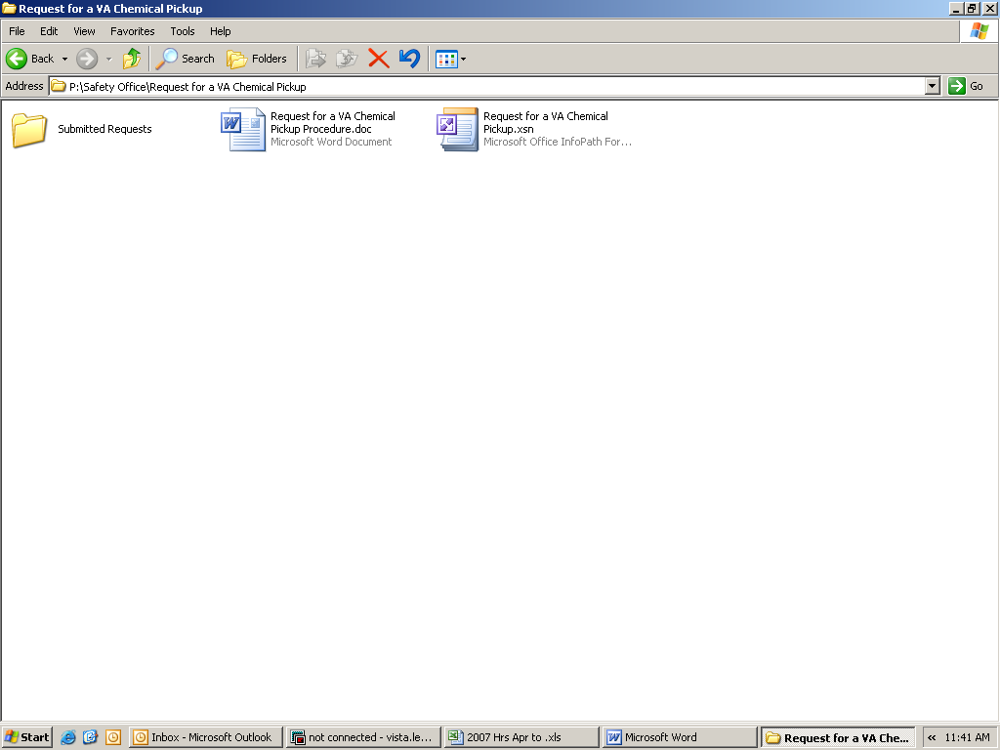 Request for a VA Chemical Pickup
File Edit View Favorites Tools Help
Back Search Folders
Address P:\Safety Office\Request for a VA Chemical Pickup Go
Submitted Requests
Request for a VA Chemical
Pickup Procedure.doc
Microsoft Word Document
Request for a VA Chemical
Pickup.xsn
Microsoft Office InfoPath For...
Start Inbox - Microsoft Outlook not connected - vista.le... 2007 Hrs Apr to .xls Microsoft Word Request for a VA Che... « 11:41 AM